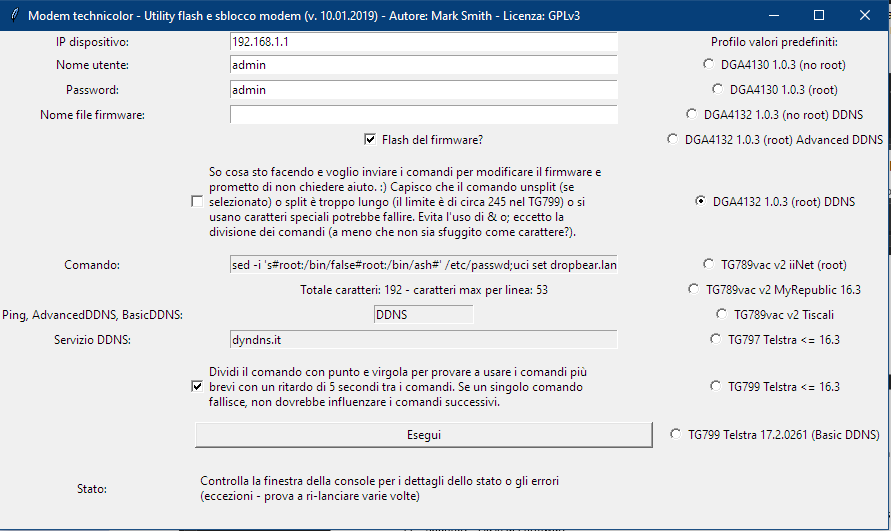 Modem technicolor - Utility flash e sblocco modem (v. 10.01.2019) - Autore: Mark Smith - Licenza: GPLv3
IP dispositivo: 192.168.1.1 Profilo valori predefiniti:
Nome utente: admin DGA4130 1.0.3 (no root)
Password: admin DGA4130 1.0.3 (root)
Nome file firmware: DGA4132 1.0.3 (no root) DDNS
Flash del firmware? DGA4132 1.0.3 (root) Advanced DDNS
So cosa sto facendo e voglio inviare i comandi per modificare il firmware e
prometto di non chiedere aiuto. :) Capisco che il comando unsplit (se
selezionato) o split è troppo lungo (il limite è di circa 245 nel TG799) o si
usano caratteri speciali potrebbe fallire. Evita l'uso di & o; eccetto la
divisione dei comandi (a meno che non sia sfuggito come carattere?).
DGA4132 1.0.3 (root) DDNS
Comando: sed -i 's#root:/bin/false#root:/bin/ash#' /etc/passwd;uci set dropbear.lan TG789vac v2 iiNet (root)
Totale caratteri: 192 - caratteri max per linea: 53 TG789vac v2 MyRepublic 16.3
Ping, AdvancedDDNS, BasicDDNS: DDNS TG789vac v2 Tiscali
Servizio DDNS: dyndns.it TG797 Telstra <= 16.3
Dividi il comando con punto e virgola per provare a usare i comandi più
brevi con un ritardo di 5 secondi tra i comandi. Se un singolo comando
fallisce, non dovrebbe influenzare i comandi successivi.
TG799 Telstra <= 16.3
Esegui TG799 Telstra 17.2.0261 (Basic DDNS)
Stato: Controlla la finestra della console per i dettagli dello stato o gli errori
(eccezioni - prova a ri-lanciare varie volte)